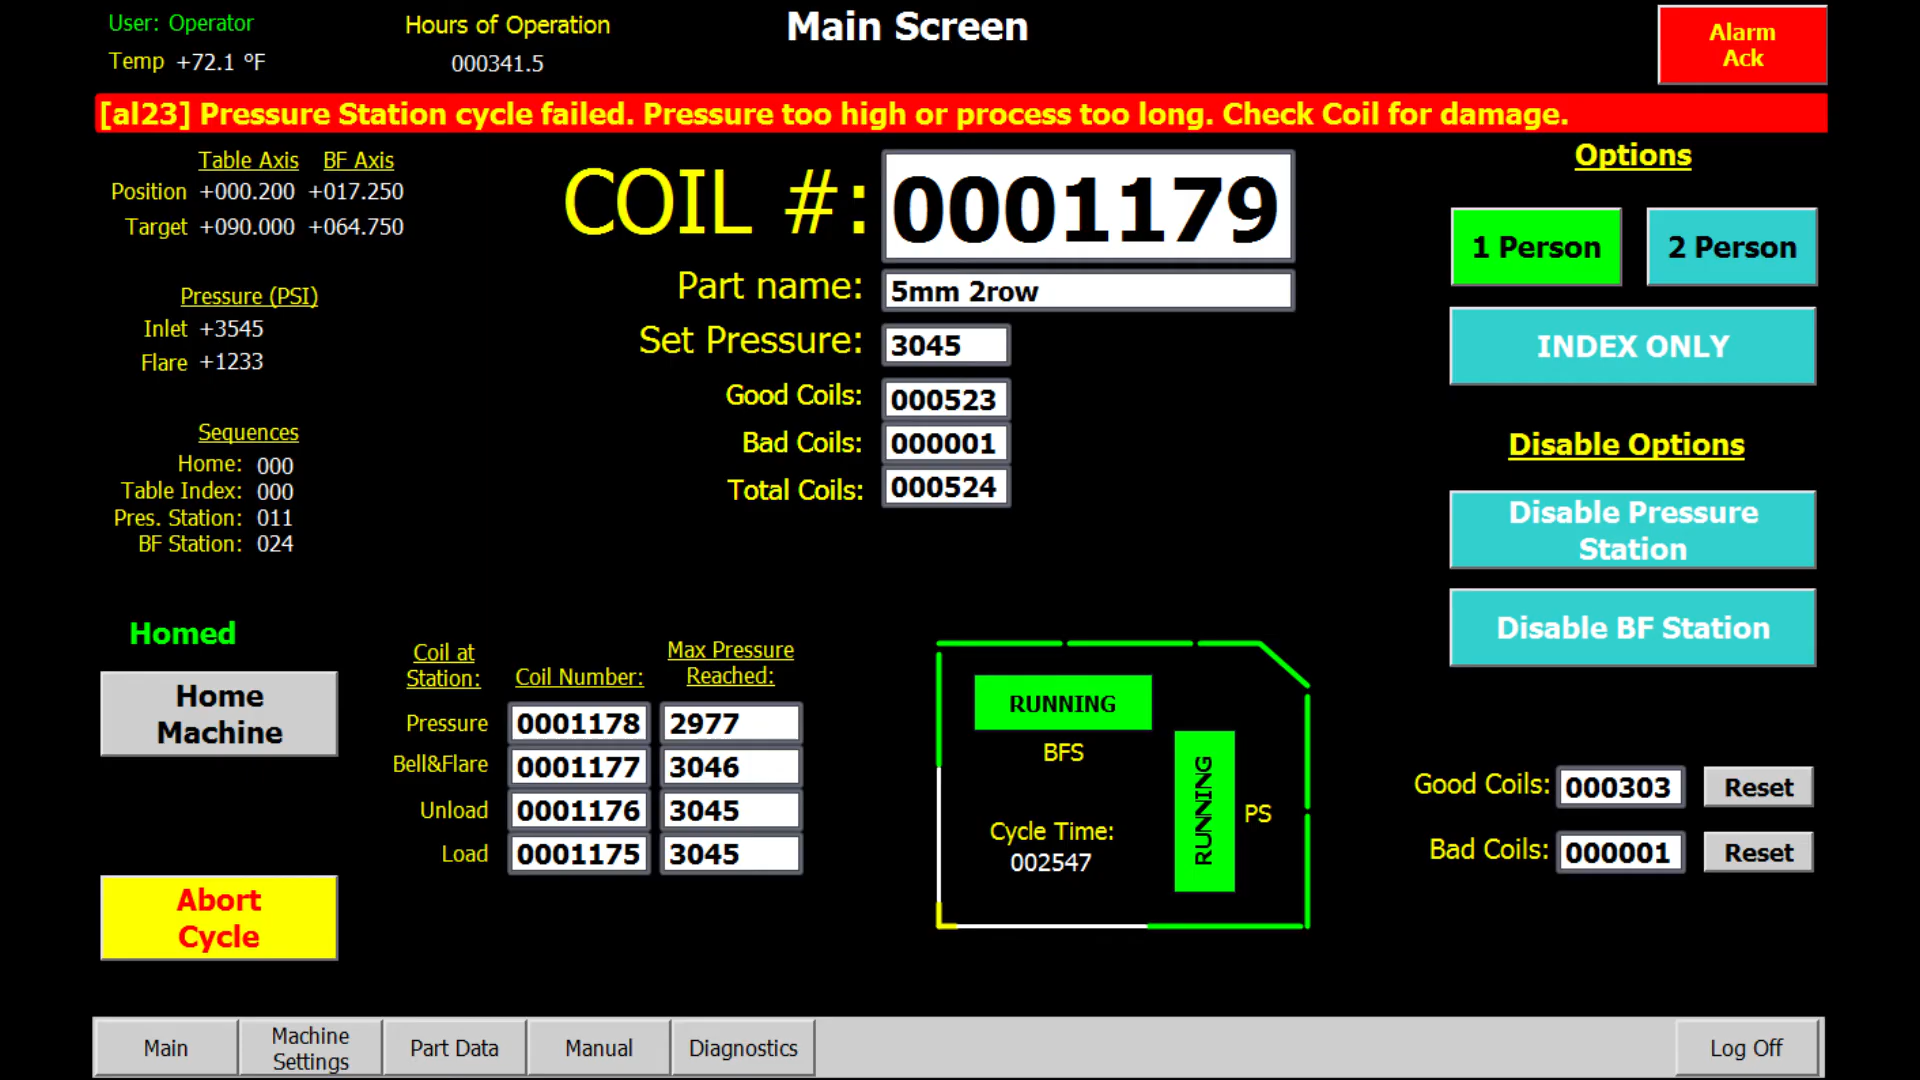 User: Operator
Hours of Operation
Main Screen
Alarm
Ack
Temp +72.1 °F
000341.5
[al23] Pressure Station cycle failed. Pressure too high or process too long. Check Coil for damage.
Table Axis BF Axis
Position +000.200 +017.250
Target +090.000 +064.750
Pressure (PSI)
Inlet +3545
Flare +1233
Sequences
Home: 000
Table Index: 000
Pres. Station: 011
BF Station: 024
COIL #: 0001179
Part name: 5mm 2row
Set Pressure: 3045
Good Coils: 000523
Bad Coils: 000001
Total Coils: 000524
Options
1 Person
2 Person
INDEX ONLY
Disable Options
Disable Pressure
Station
Disable BF Station
Homed
Home
Machine
Abort
Cycle
Coil at
Station:
Coil Number:
Max Pressure
Reached:
Pressure 0001178 2977
Bell&Flare 0001177 3046
Unload 0001176 3045
Load 0001175 3045
RUNNING
BFS
RUNNING
PS
Cycle Time:
002547
Good Coils: 000303 Reset
Bad Coils: 000001 Reset
Main
Machine
Settings
Part Data
Manual
Diagnostics
Log Off